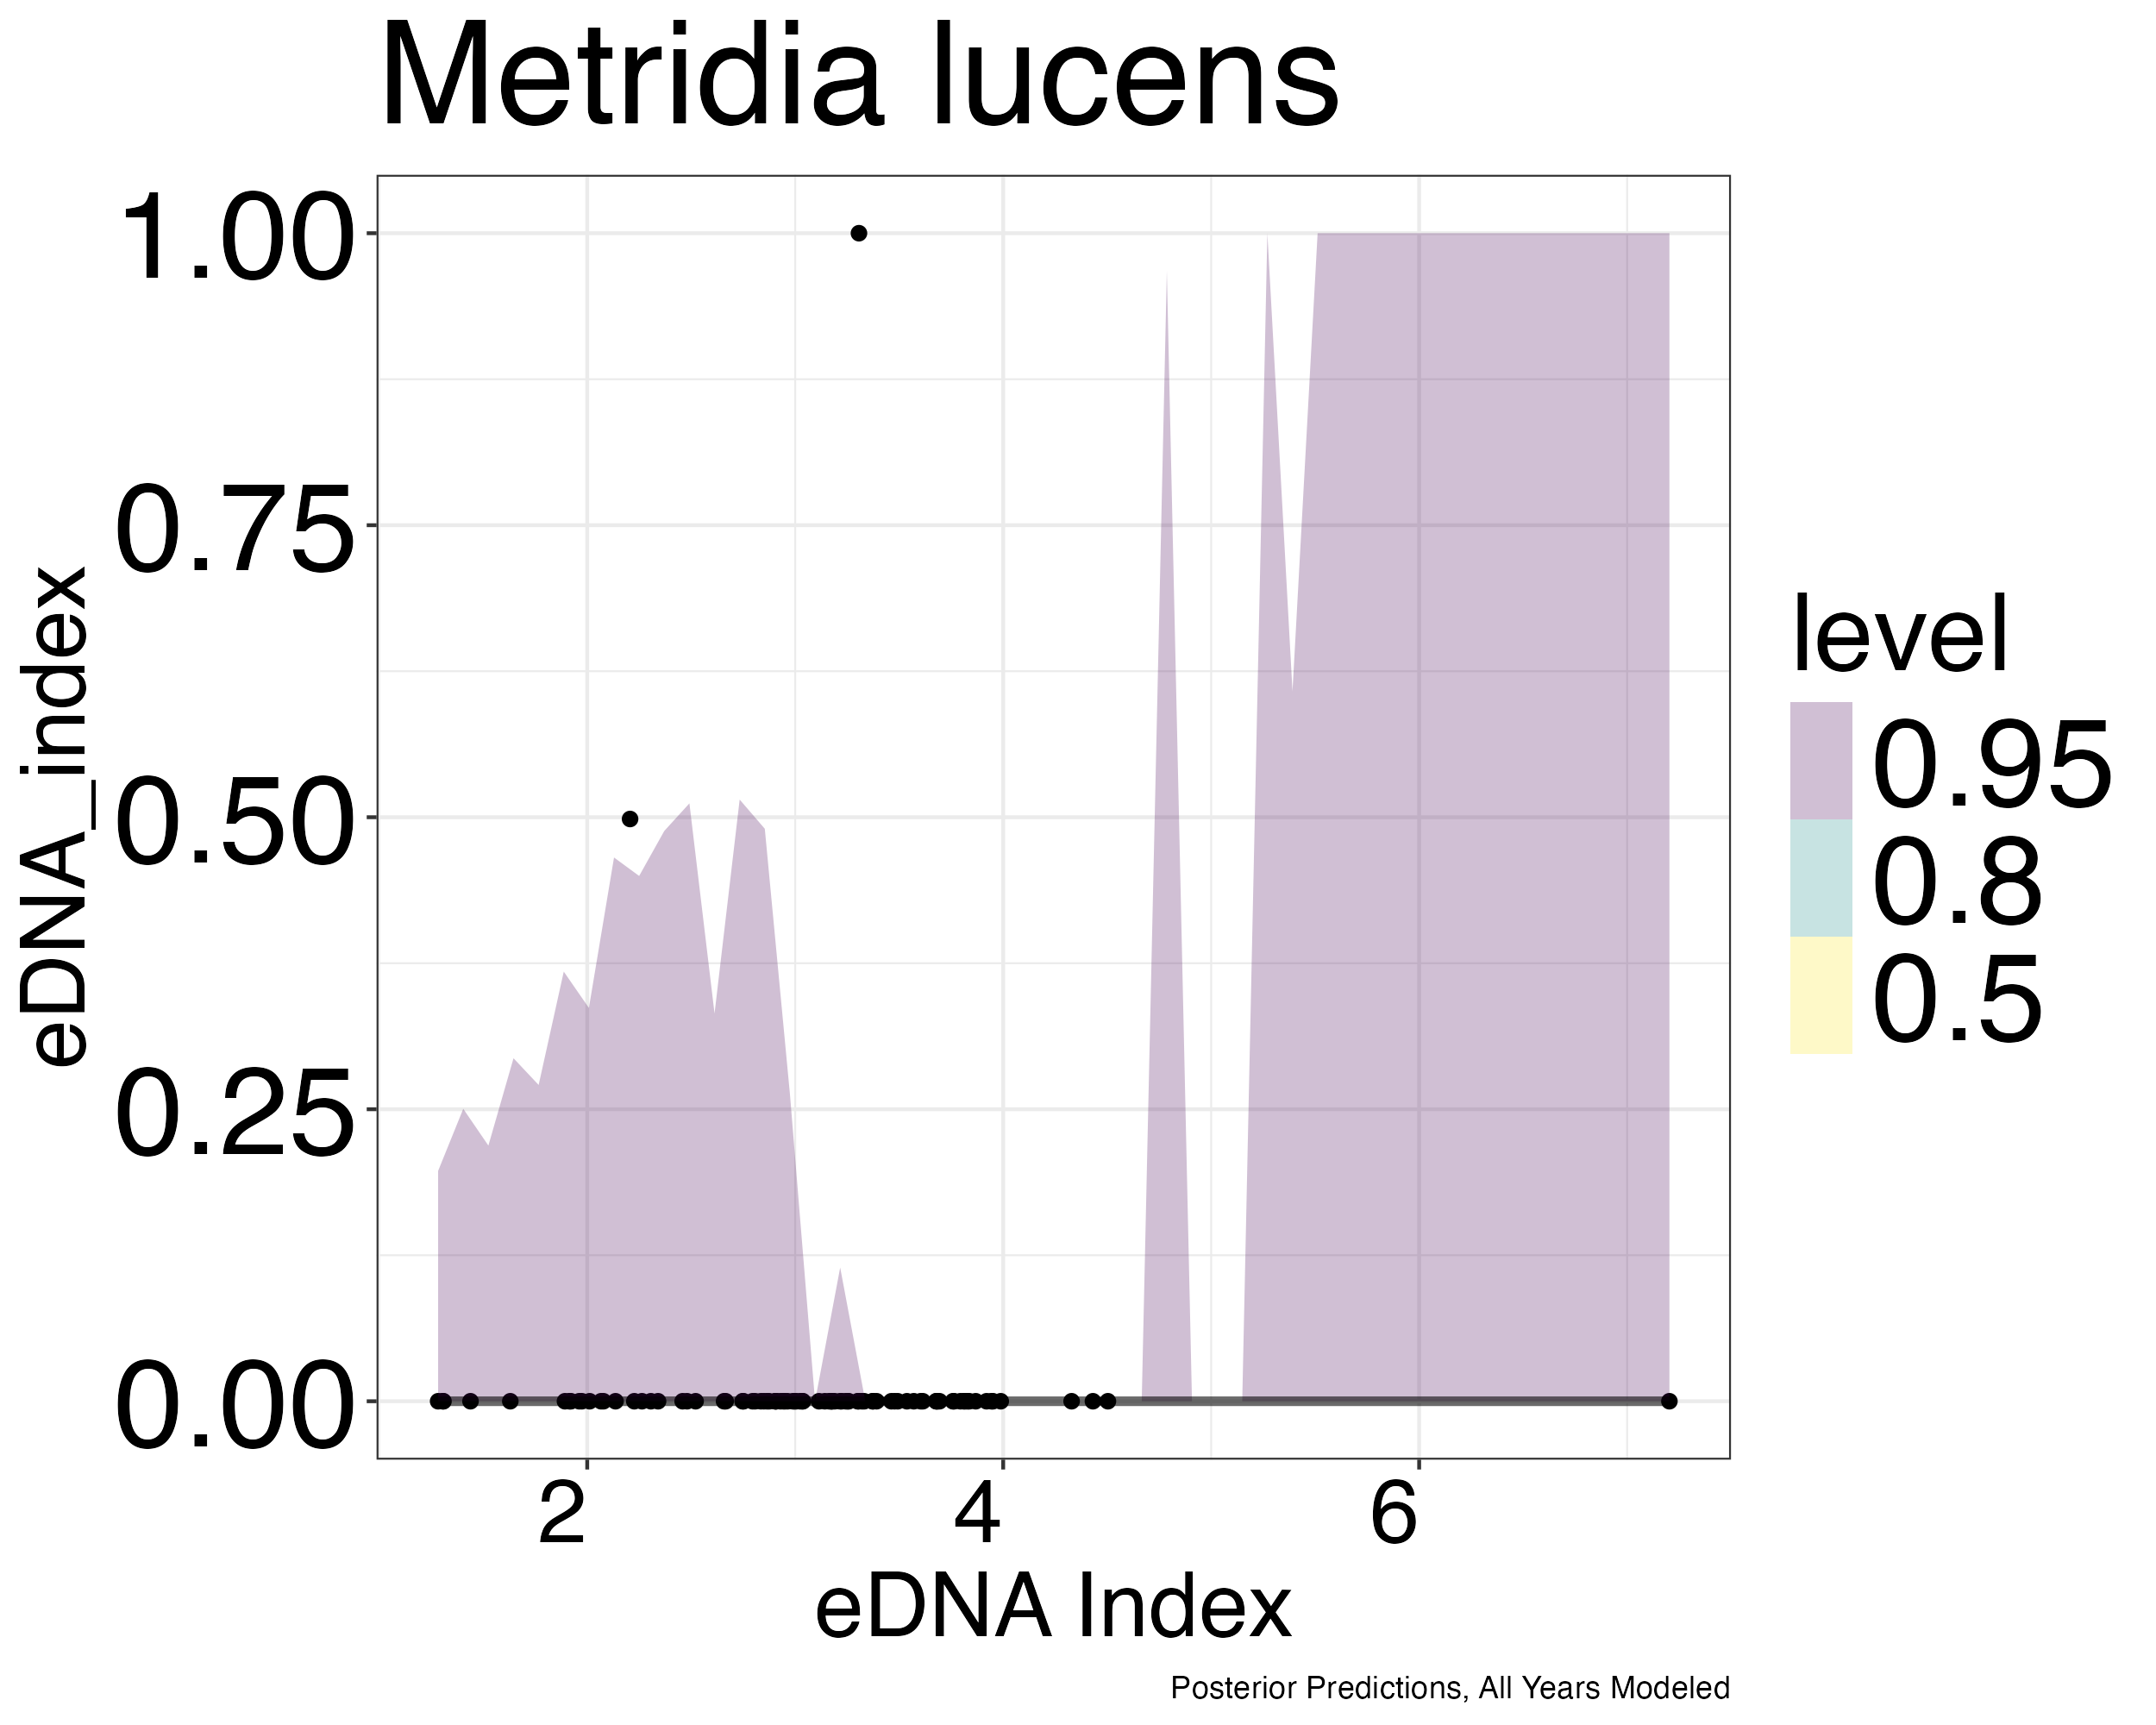 Metridia lucens
1.00
0.75
0.50
0.25
0.00
eDNA_index
2 4 6
eDNA Index
level
0.95
0.8
0.5
Posterior Predictions, All Years Modeled